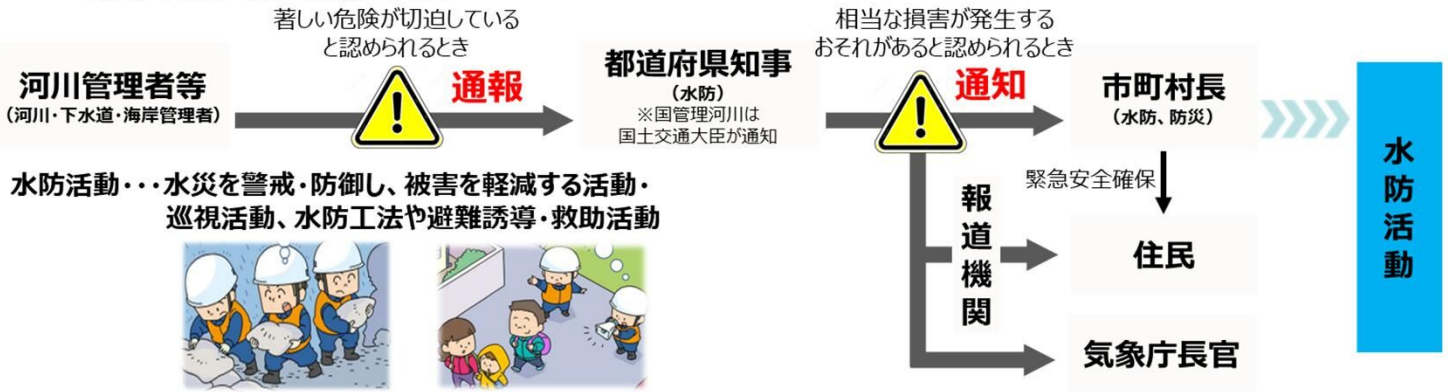 著しい危険が切迫している
と認められるとき
相当な損害が発生する
おそれがあると認められるとき
河川管理者等
(河川・下水道・海岸管理者)
通報
都道府県知事
(水防)
※国管理河川は
国土交通大臣が通知
通知
市町村長
(水防、防災)
水防活動・・・水災を警戒・防御し、被害を軽減する活動・
巡視活動、水防工法や避難誘導・救助活動
緊急安全確保
報道機関
住民
気象庁長官
水防活動